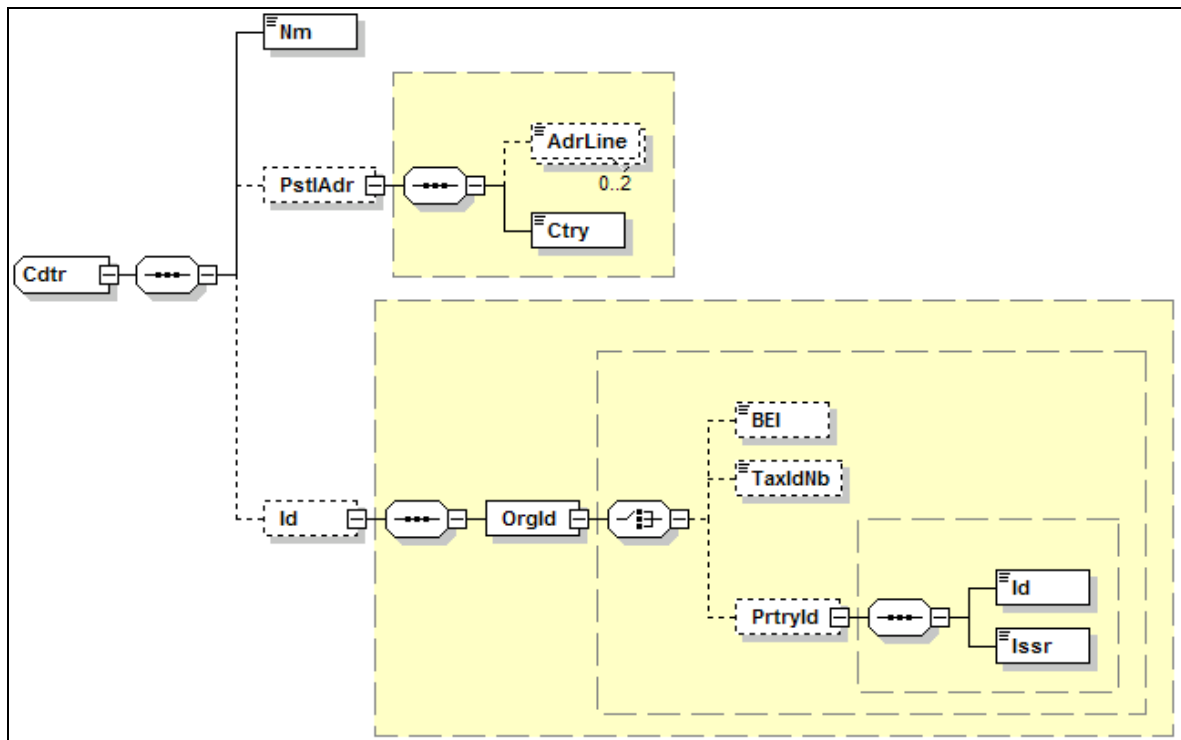 Nm
AdrLine
0..2
PstlAdr
Ctry
Cdtr
BEI
TaxIdNb
Id
OrgId
Id
PrtryId
Issr